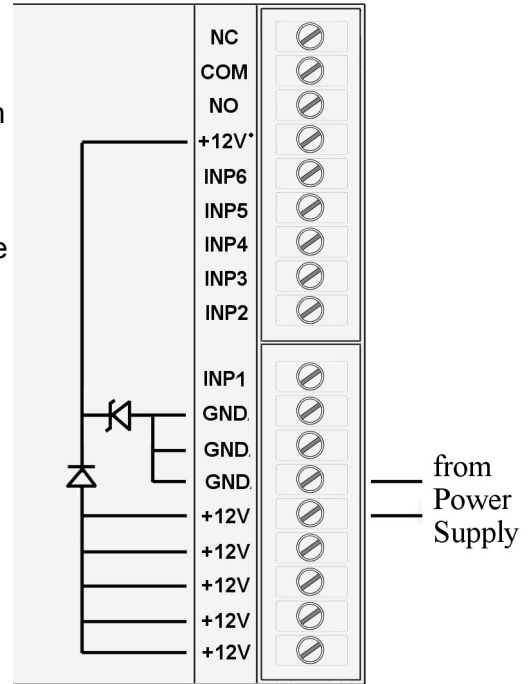 NC
COM
NO
+12V*
INP6
INP5
INP4
INP3
INP2
INP1
GND
GND
GND
+12V
+12V
+12V
+12V
+12V
from
Power
Supply